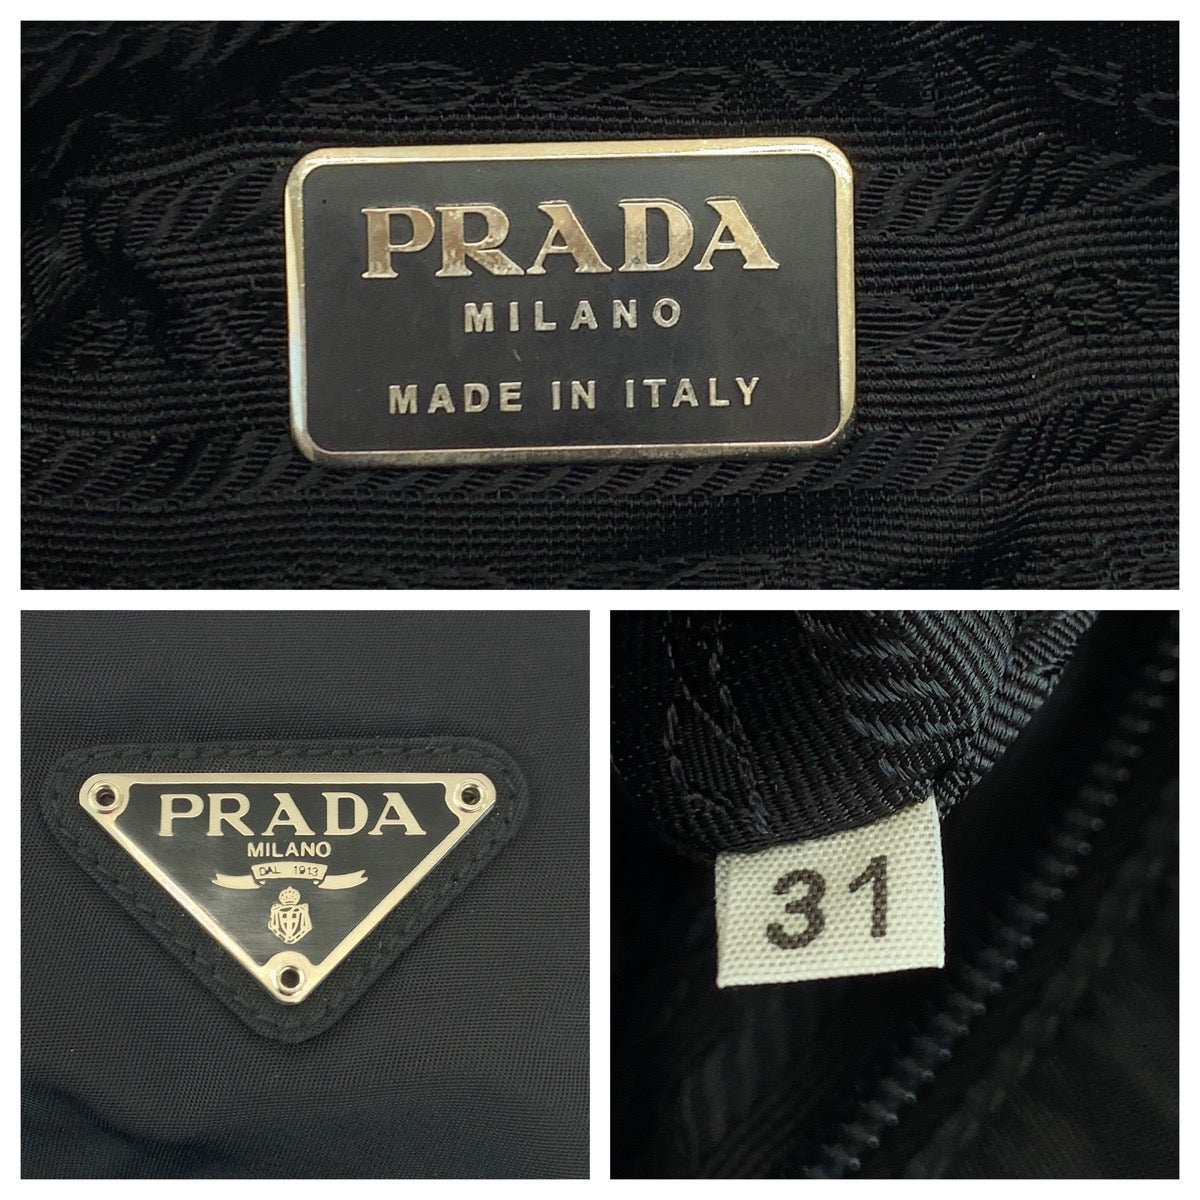 PRADA
MILANO
MADE IN ITALY
PRADA
MILANO
DAL 1913
31